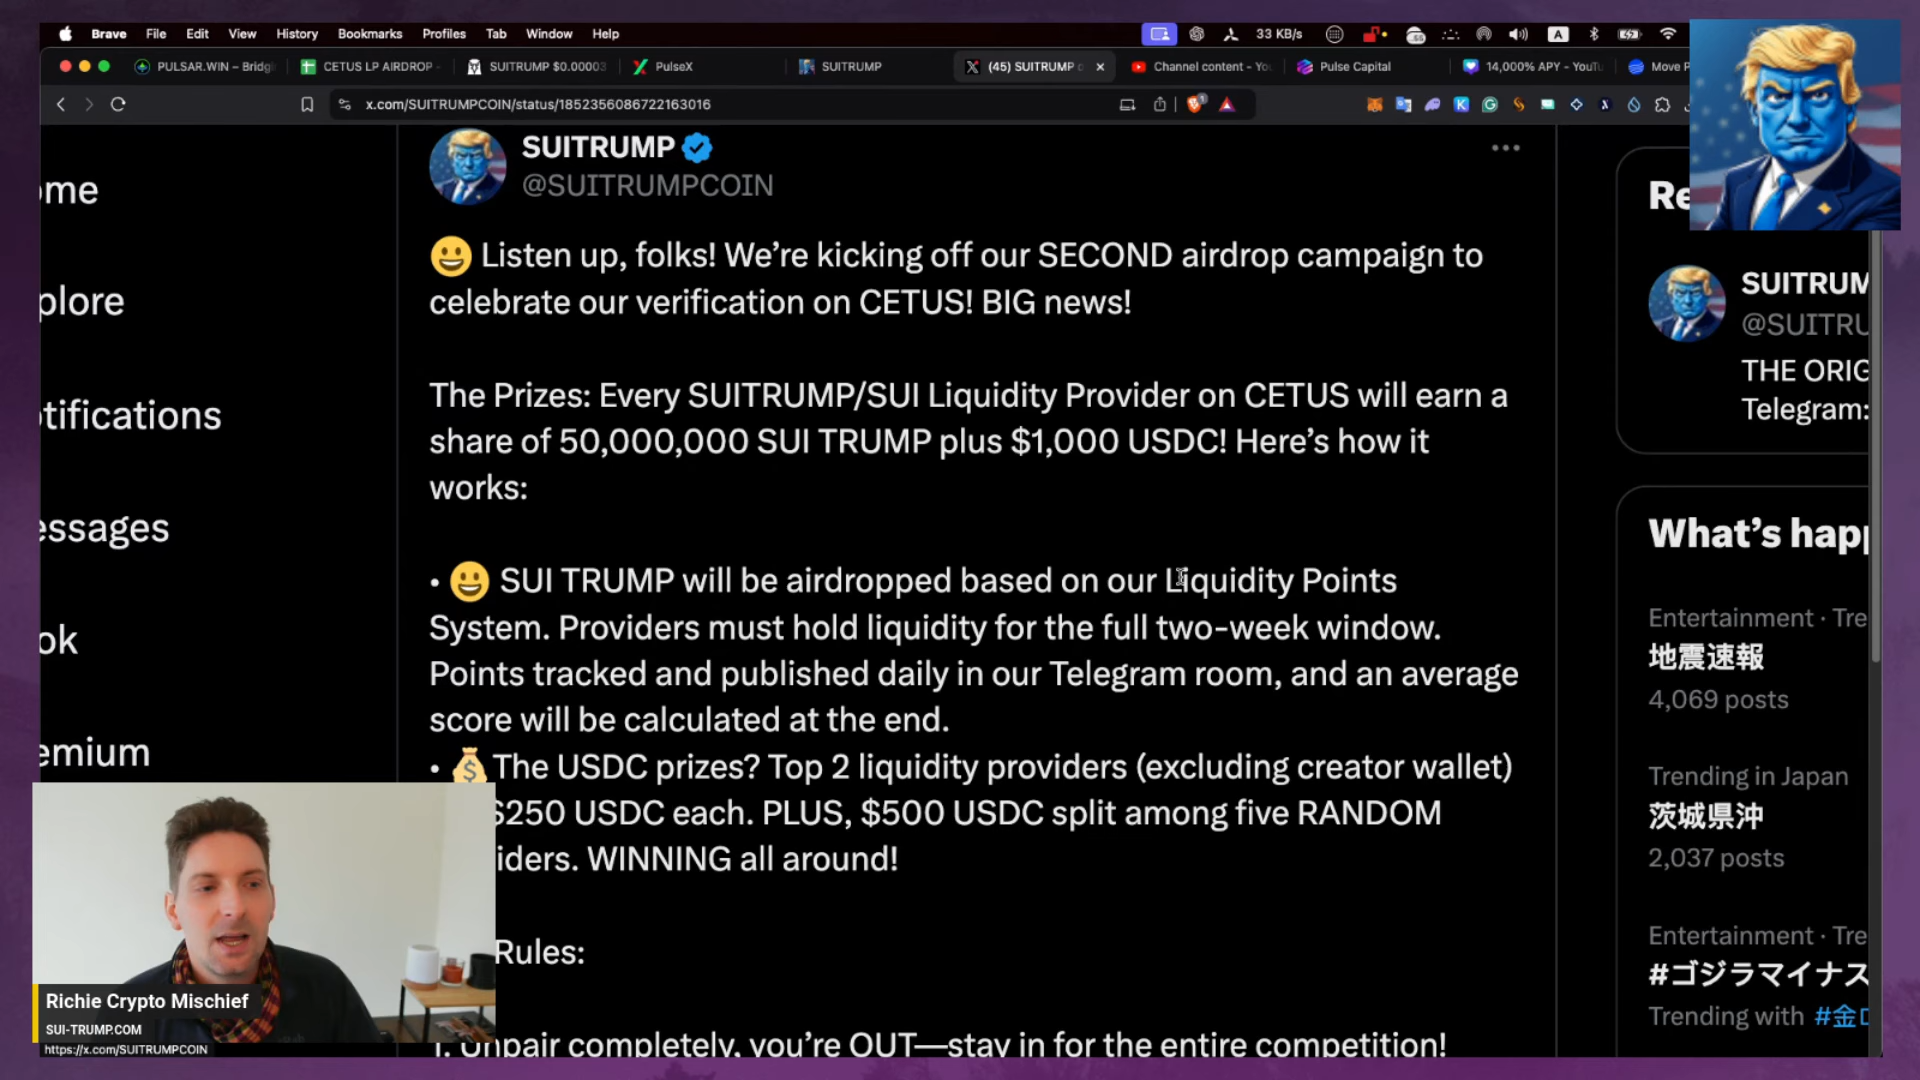 Brave File Edit View History Bookmarks Profiles Tab Window Help
33 KB/s
A
PULSAR.WIN – Bridg
CETUS LP AIRDROP -
SUITRUMP $0.00003
PulseX
SUITRUMP
(45) SUITRUMP
Channel content - Yo
Pulse Capital
14,000% APY - YouTu
Move P
x.com/SUITRUMPCOIN/status/1852356086722163016
ome
plore
otifications
essages
ok
emium
SUITRUMP
@SUITRUMPCOIN
Listen up, folks! We’re kicking off our SECOND airdrop campaign to
celebrate our verification on CETUS! BIG news!
The Prizes: Every SUITRUMP/SUI Liquidity Provider on CETUS will earn a
share of 50,000,000 SUI TRUMP plus $1,000 USDC! Here’s how it
works:
• SUI TRUMP will be airdropped based on our Liquidity Points
System. Providers must hold liquidity for the full two-week window.
Points tracked and published daily in our Telegram room, and an average
score will be calculated at the end.
• The USDC prizes? Top 2 liquidity providers (excluding creator wallet)
$250 USDC each. PLUS, $500 USDC split among five RANDOM
iders. WINNING all around!
Rules:
1. Unpair completely, you’re OUT—stay in for the entire competition!
Re
SUITRUM
@SUITRU
THE ORIG
Telegram:
What’s hap
Entertainment · Tre
地震速報
4,069 posts
Trending in Japan
茨城県沖
2,037 posts
Entertainment · Tre
#ゴジラマイナス
Trending with #金ロ
Richie Crypto Mischief
SUI-TRUMP.COM
https://x.com/SUITRUMPCOIN